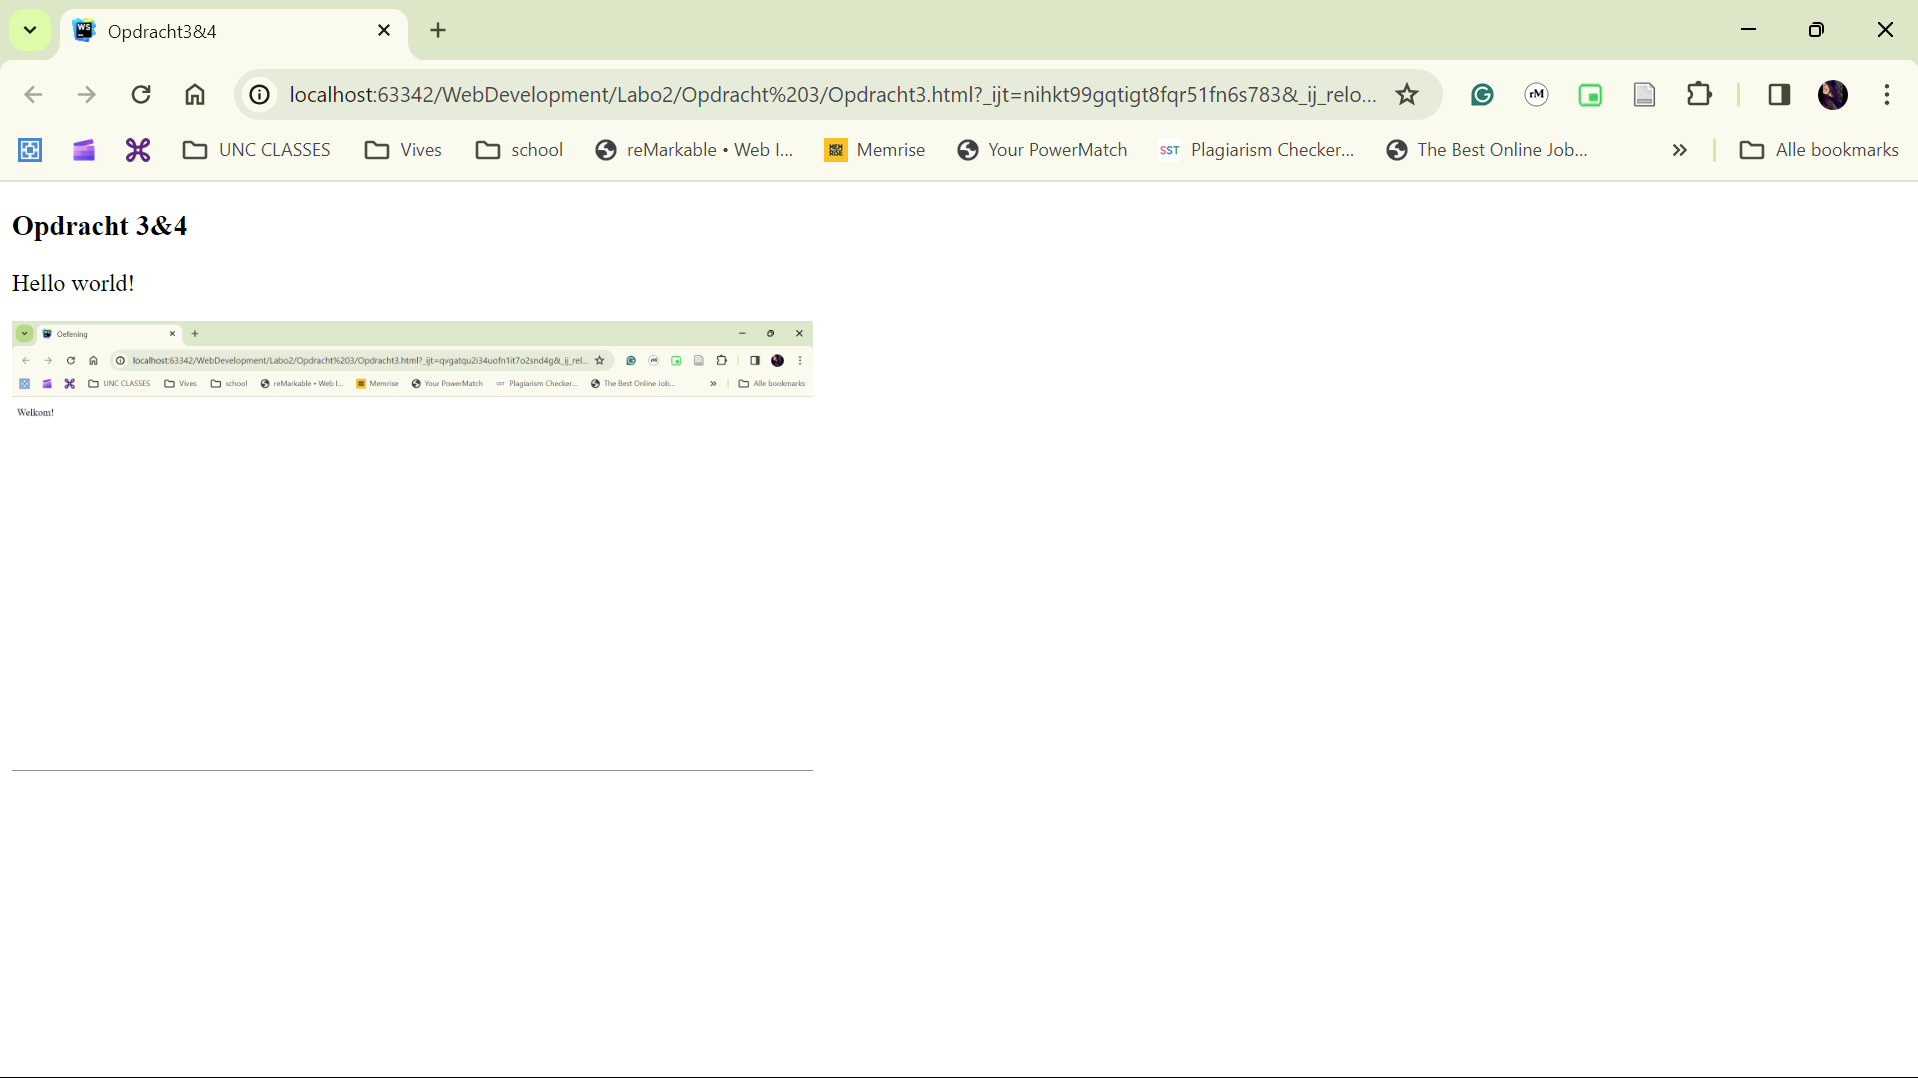 Opdracht3&4
localhost:63342/WebDevelopment/Labo2/Opdracht%203/Opdracht3.html?_ijt=nihkt99gqtigt8fqr51fn6s783&_ij_relo...
rM
UNC CLASSES
Vives
school
reMarkable • Web I...
MEM RISE
Memrise
Your PowerMatch
SST
Plagiarism Checker...
The Best Online Job...
Alle bookmarks
Opdracht 3&4
Hello world!
Oefening
localhost:63342/WebDevelopment/Labo2/Opdracht%203/Opdracht3.html?_ijt=qvgatqu2i34uofn1it7o2snd4g&_ij_rel...
UNC CLASSES
Vives
school
reMarkable • Web I...
Memrise
Your PowerMatch
Plagiarism Checker...
The Best Online Job...
Alle bookmarks
Welkom!